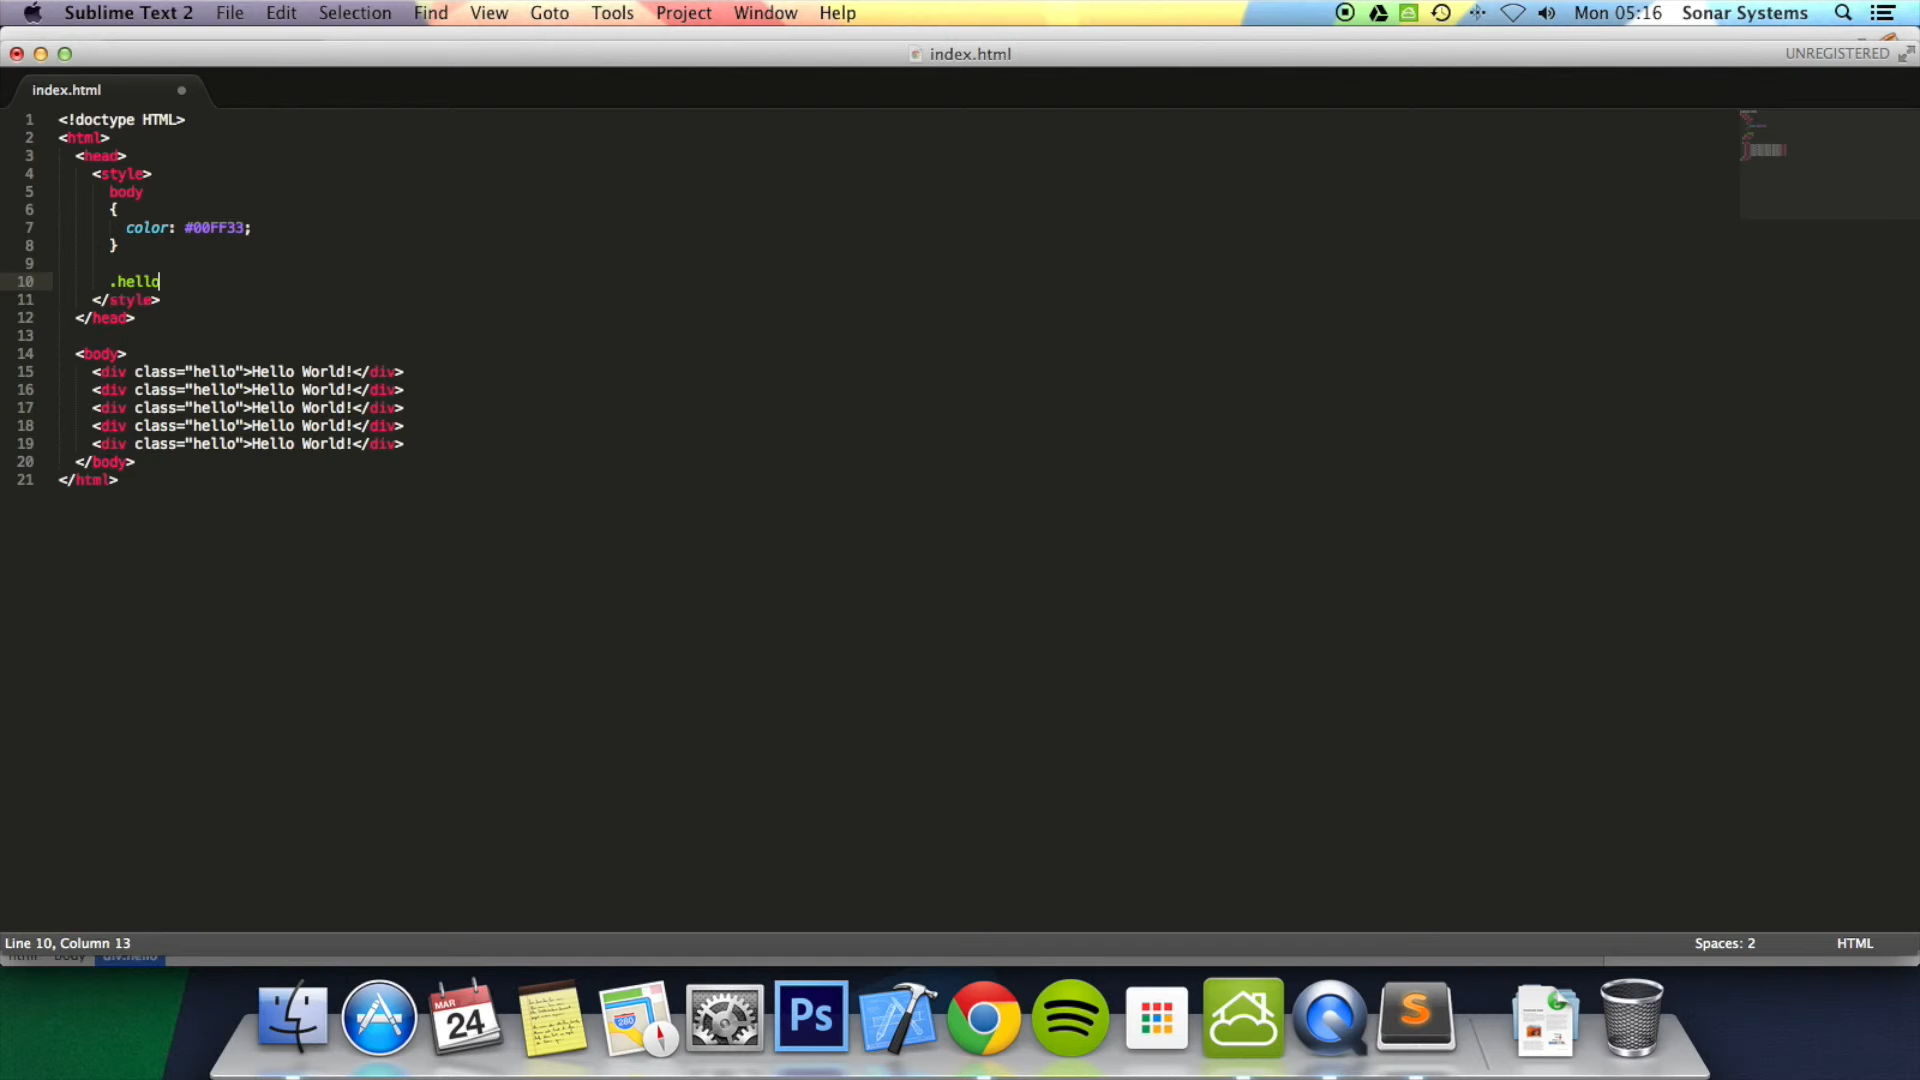 Sublime Text 2 File Edit Selection Find View Goto Tools Project Window Help Mon 05:16 Sonar Systems
index.html UNREGISTERED
index.html
1 <!doctype HTML>
2 <html>
3 <head>
4 <style>
5 body
6 {
7 color: #00FF33;
8 }
9
10 .hello
11 </style>
12 </head>
13
14 <body>
15 <div class="hello">Hello World!</div>
16 <div class="hello">Hello World!</div>
17 <div class="hello">Hello World!</div>
18 <div class="hello">Hello World!</div>
19 <div class="hello">Hello World!</div>
20 </body>
21 </html>
Line 10, Column 13 Spaces: 2 HTML
html body div.hello
MAR
24
280
Ps
S